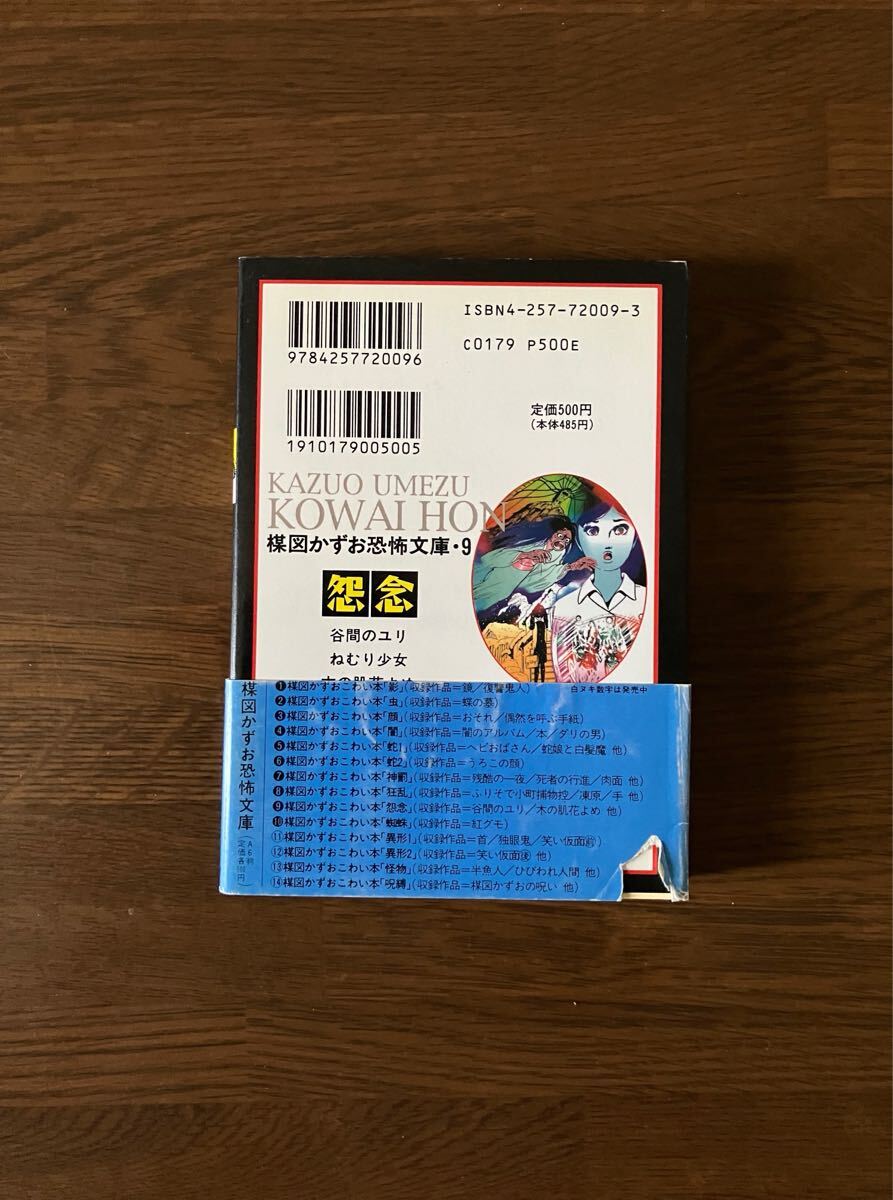 ISBN4-257-72009-3
9784257720096
C0179 P500E
定価500円
(本体485円)
1910179005005
KAZUO UMEZU
KOWAI HON
楳図かずお恐怖文庫・9
怨念
谷間のユリ
ねむり少女
木の肌花よめ
白ヌキ数字は発売中
❶楳図かずおこわい本「影」(収録作品=鏡/復讐鬼人)
❷楳図かずおこわい本「虫」(収録作品=蝶の墓)
❸楳図かずおこわい本「顔」(収録作品=おそれ/偶然を呼ぶ手紙)
❹楳図かずおこわい本「闇」(収録作品=闇のアルバム/本/ダリの男)
❺楳図かずおこわい本「蛇1」(収録作品=ヘビおばさん/蛇娘と白髪魔 他)
❻楳図かずおこわい本「蛇2」(収録作品=うろこの顔)
❼楳図かずおこわい本「神罰」(収録作品=残酷の一夜/死者の行進/肉面 他)
❽楳図かずおこわい本「狂乱」(収録作品=ふりそで小町捕物控/凍原/手 他)
❾楳図かずおこわい本「怨念」(収録作品=谷間のユリ/木の肌花よめ 他)
❿楳図かずおこわい本「蜘蛛」(収録作品=紅グモ)
⑪楳図かずおこわい本「異形1」(収録作品=首/独眼鬼/笑い仮面㊤)
⑫楳図かずおこわい本「異形2」(収録作品=笑い仮面 他)
⑬楳図かずおこわい本「怪物」(収録作品=半魚人/ひびわれ人間 他)
⑭楳図かずおこわい本「呪縛」(収録作品=楳図かずおの呪い 他)
楳図かずお恐怖文庫
(A6判
定価各500円)